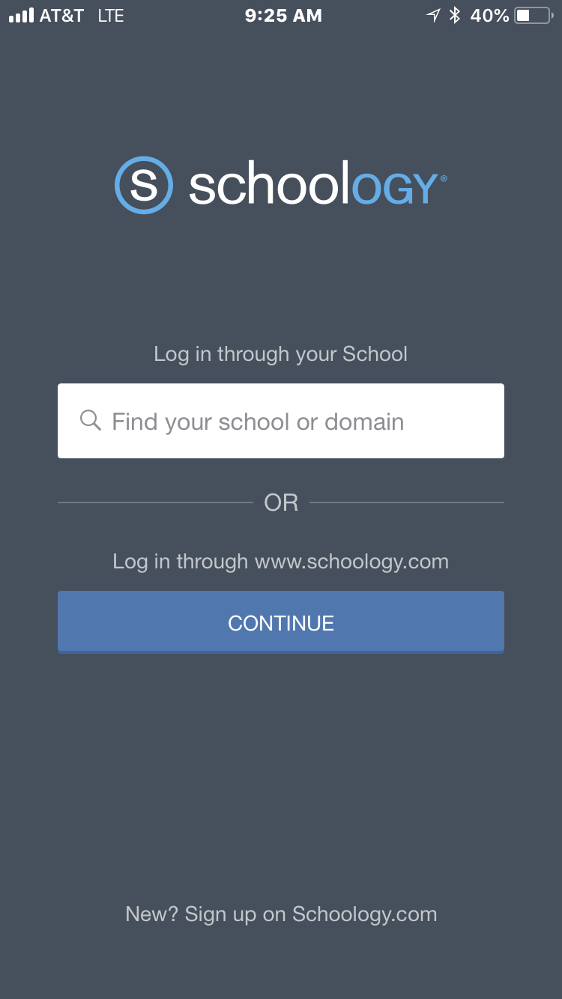 AT&T LTE 9:25 AM 40%
S schoology®
Log in through your School
Find your school or domain
OR
Log in through www.schoology.com
CONTINUE
New? Sign up on Schoology.com